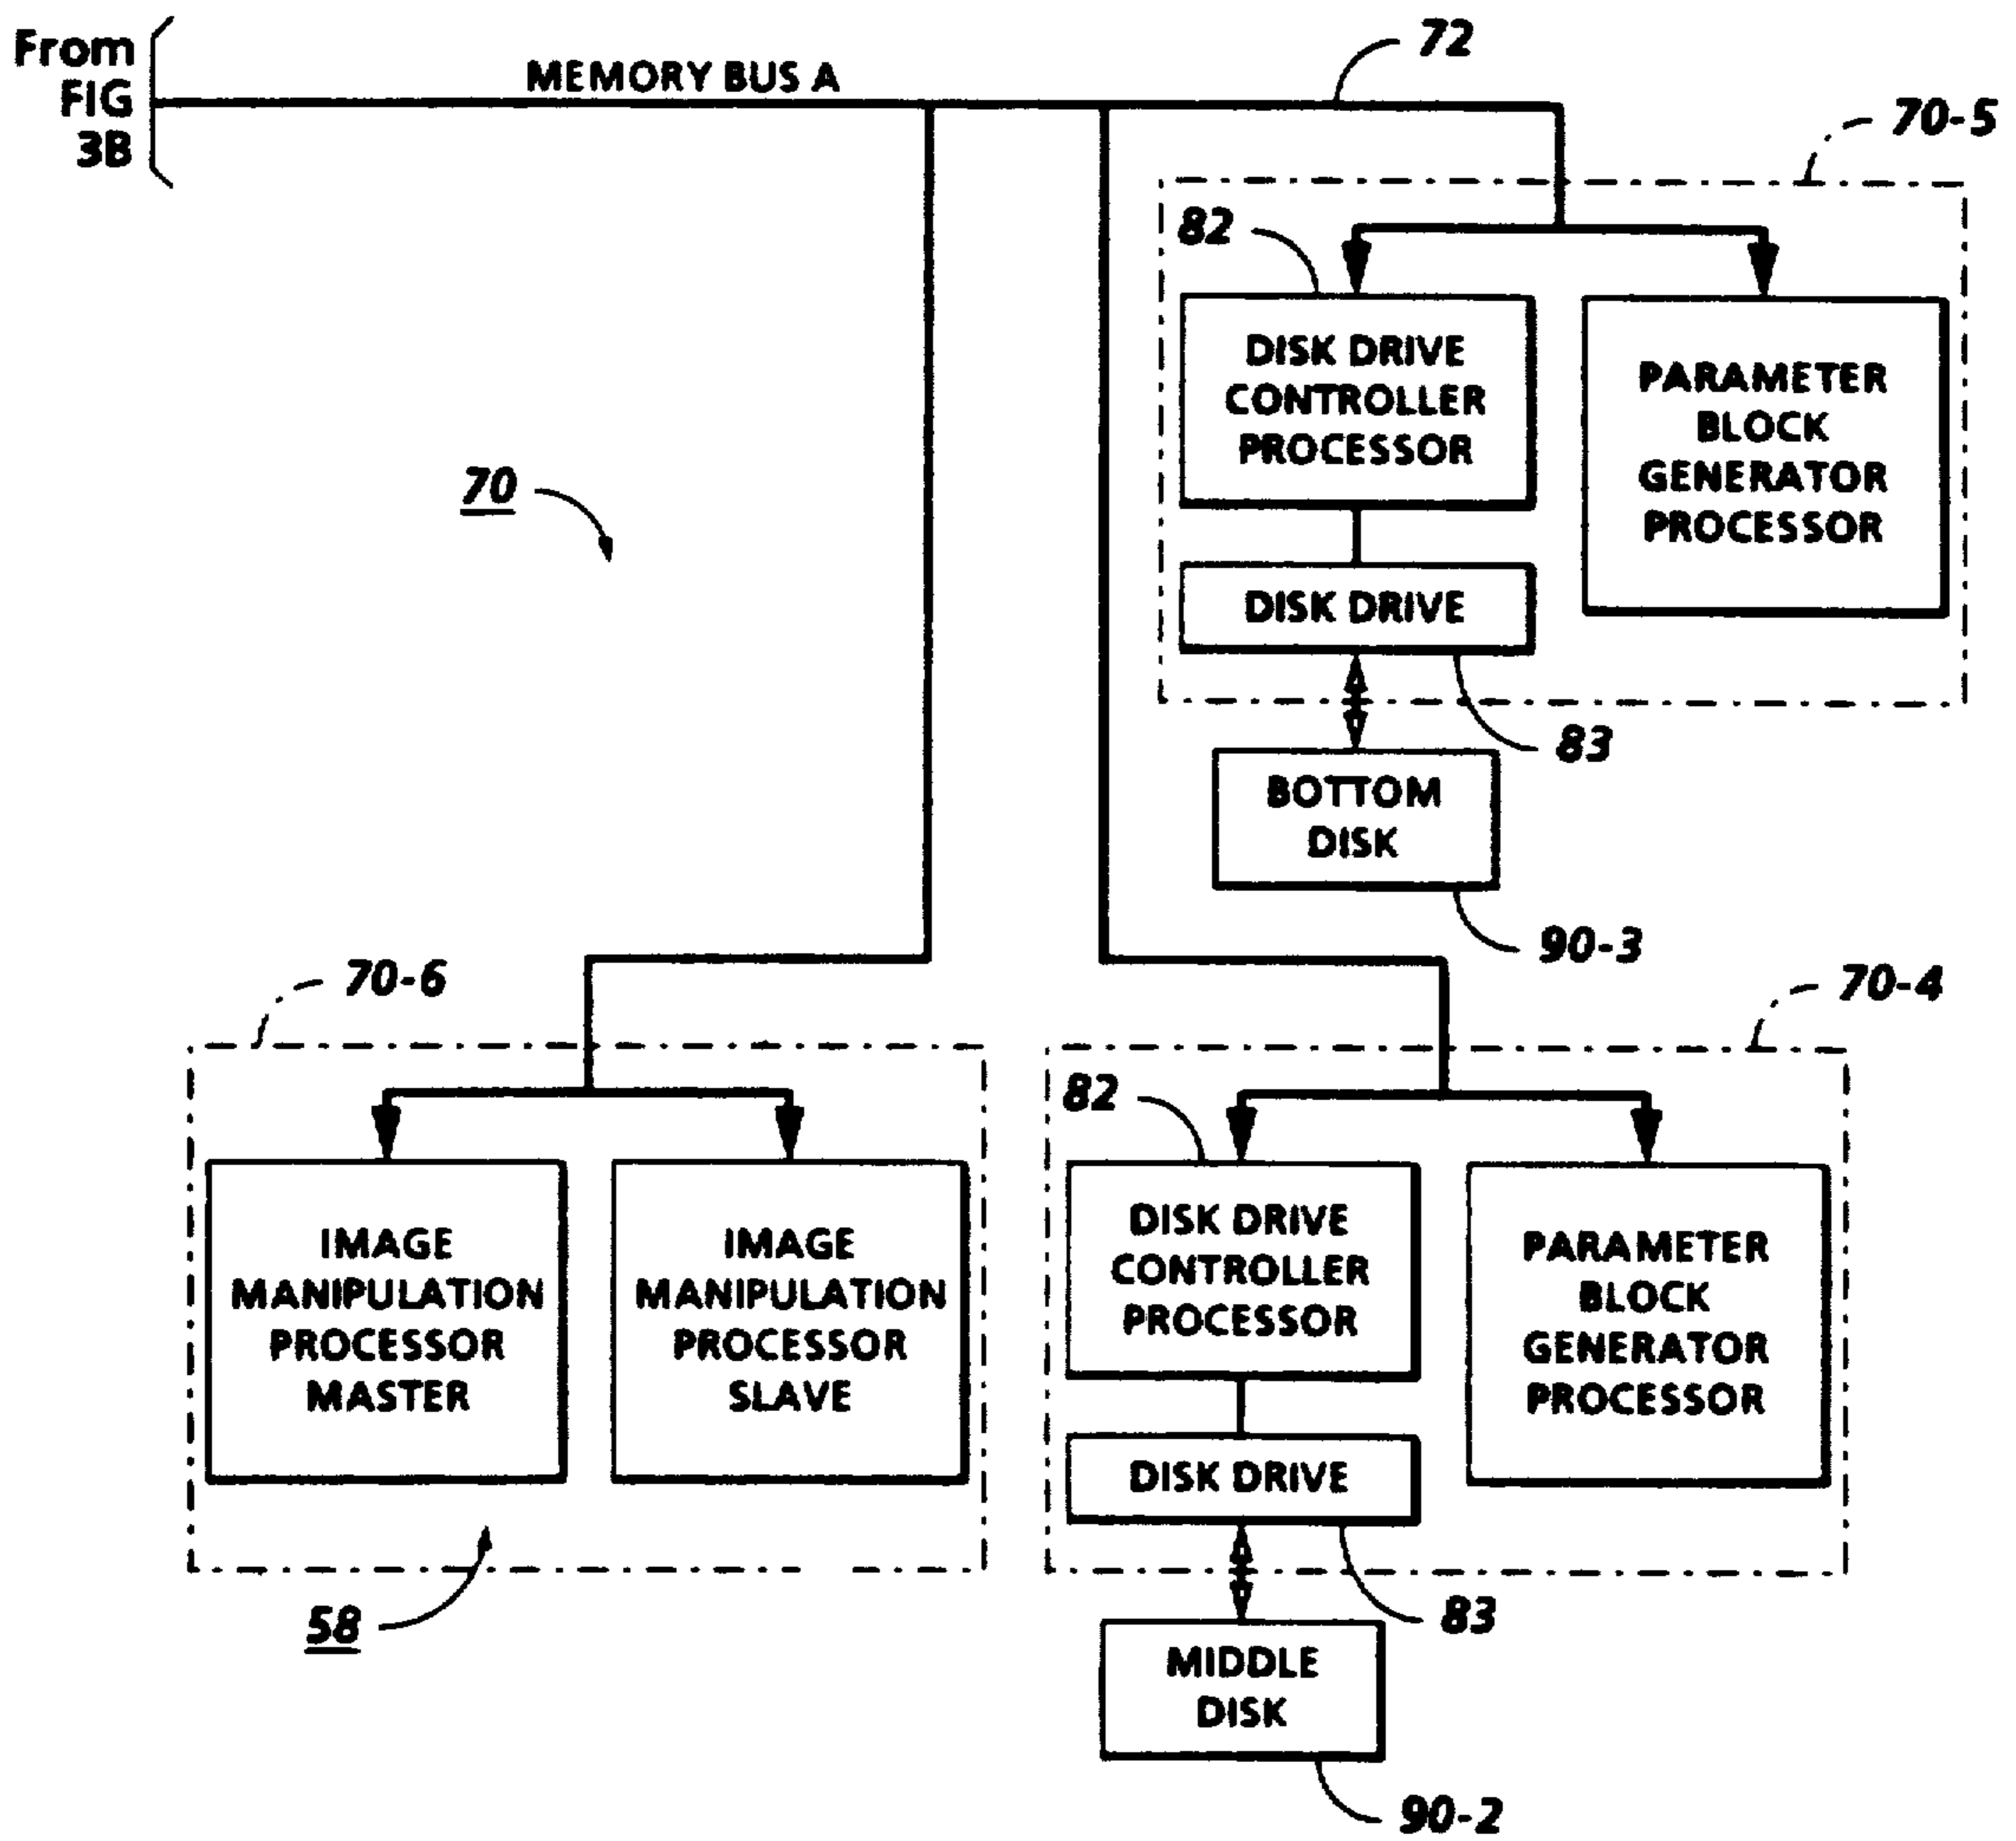 From
FIG
3B
MEMORY BUS A
72
70-5
82
DISK DRIVE
CONTROLLER
PROCESSOR
PARAMETER
BLOCK
GENERATOR
PROCESSOR
70
DISK DRIVE
83
BOTTOM
DISK
90-3
70-6
70-4
82
IMAGE
MANIPULATION
PROCESSOR
MASTER
IMAGE
MANIPULATION
PROCESSOR
SLAVE
DISK DRIVE
CONTROLLER
PROCESSOR
PARAMETER
BLOCK
GENERATOR
PROCESSOR
DISK DRIVE
58
83
MIDDLE
DISK
90-2